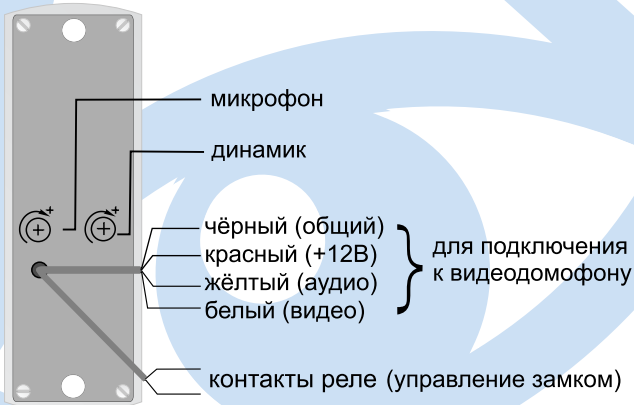 микрофон
динамик
чёрный (общий)
красный (+12В)
жёлтый (аудио)
белый (видео)
для подключения
к видеодомофону
контакты реле (управление замком)